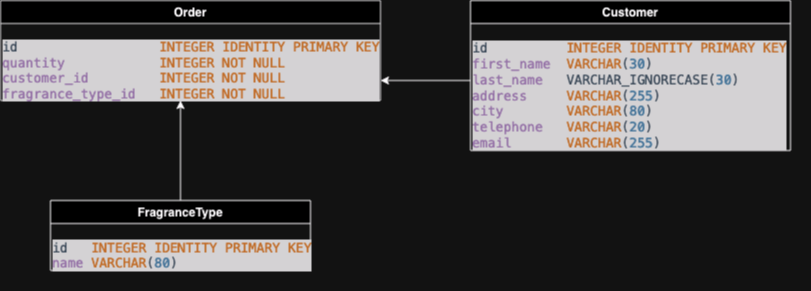 Order
id INTEGER IDENTITY PRIMARY KEY
quantity INTEGER NOT NULL
customer_id INTEGER NOT NULL
fragrance_type_id INTEGER NOT NULL
Customer
id INTEGER IDENTITY PRIMARY KEY
first_name VARCHAR(30)
last_name VARCHAR_IGNORECASE(30)
address VARCHAR(255)
city VARCHAR(80)
telephone VARCHAR(20)
email VARCHAR(255)
FragranceType
id INTEGER IDENTITY PRIMARY KEY
name VARCHAR(80)